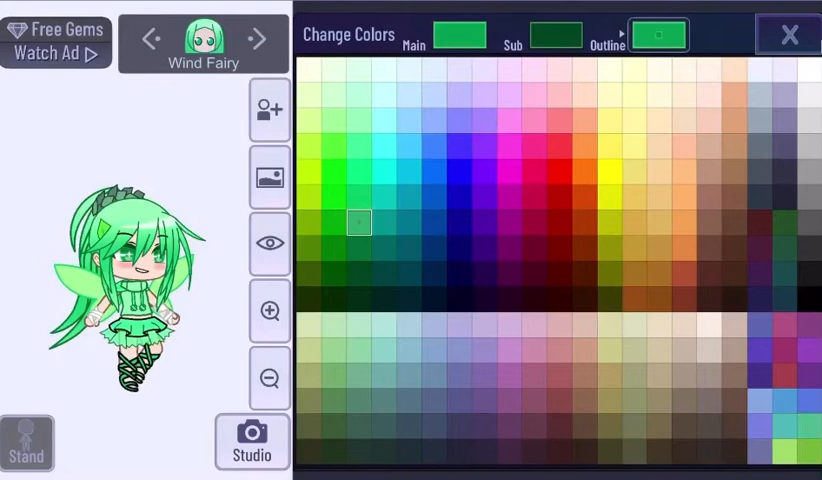 Free Gems
Watch Ad
Wind Fairy
Change Colors
Main
Sub
Outline
Stand
Studio